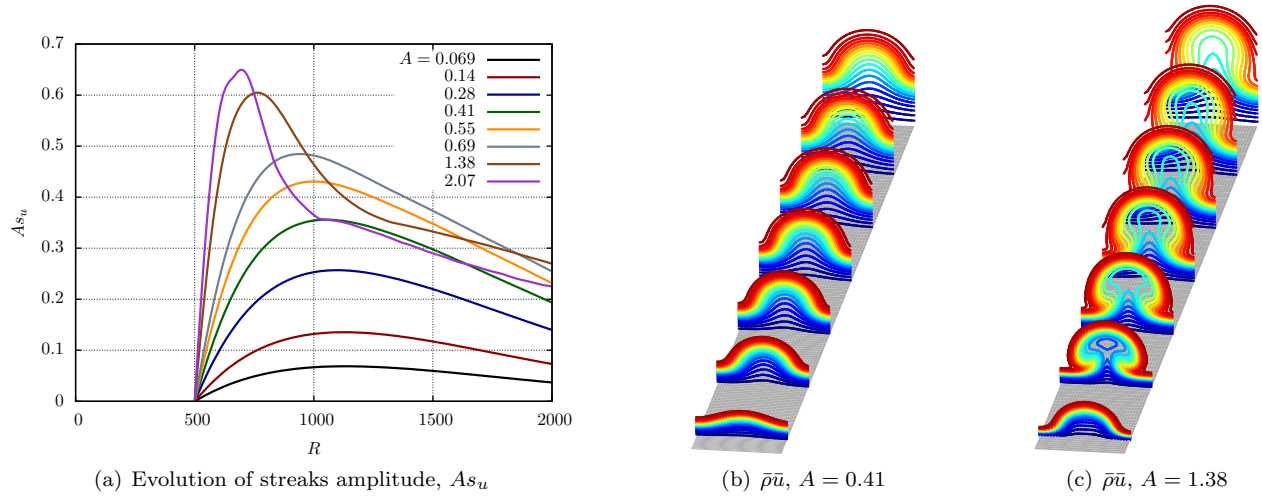 0.7
0.6
0.5
0.4
0.3
0.2
0.1
0
As_u
0 500 1000 1500 2000
R
A = 0.069
0.14
0.28
0.41
0.55
0.69
1.38
2.07
(a) Evolution of streaks amplitude, As_u
(b) ρ̄ū, A = 0.41
(c) ρ̄ū, A = 1.38